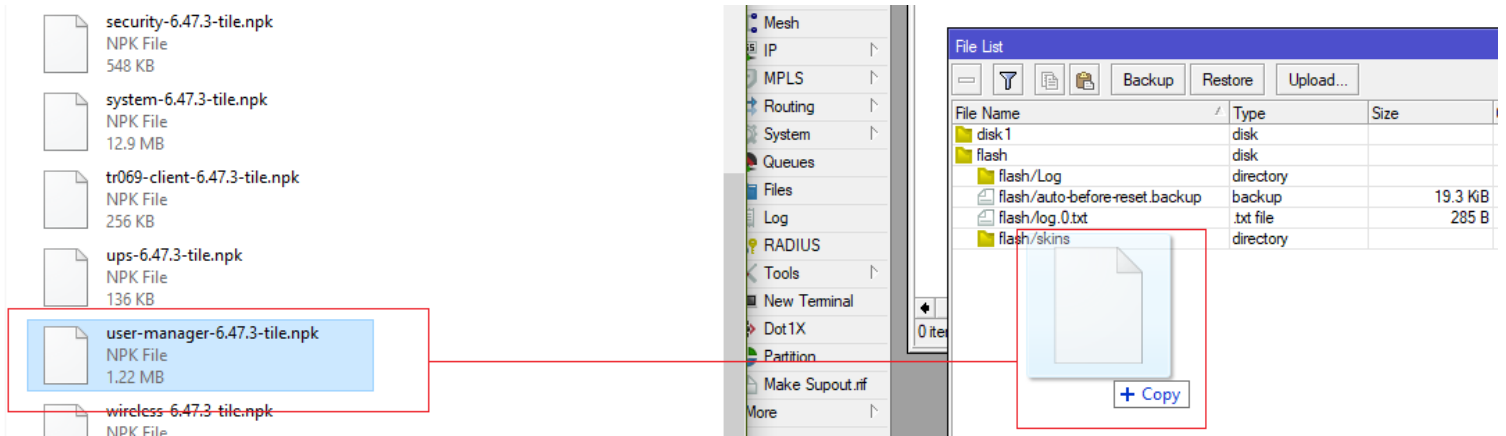 security-6.47.3-tile.npk
NPK File
548 KB
system-6.47.3-tile.npk
NPK File
12.9 MB
tr069-client-6.47.3-tile.npk
NPK File
256 KB
ups-6.47.3-tile.npk
NPK File
136 KB
user-manager-6.47.3-tile.npk
NPK File
1.22 MB
wireless-6.47.3-tile.npk
NPK File
Mesh
IP
MPLS
Routing
System
Queues
Files
Log
RADIUS
Tools
New Terminal
Dot1X
Partition
Make Supout.rif
More
File List
Backup Restore Upload...
File Name Type Size
disk1 disk
flash disk
flash/Log directory
flash/auto-before-reset.backup backup 19.3 KiB
flash/log.0.txt .txt file 285 B
flash/skins directory
+ Copy